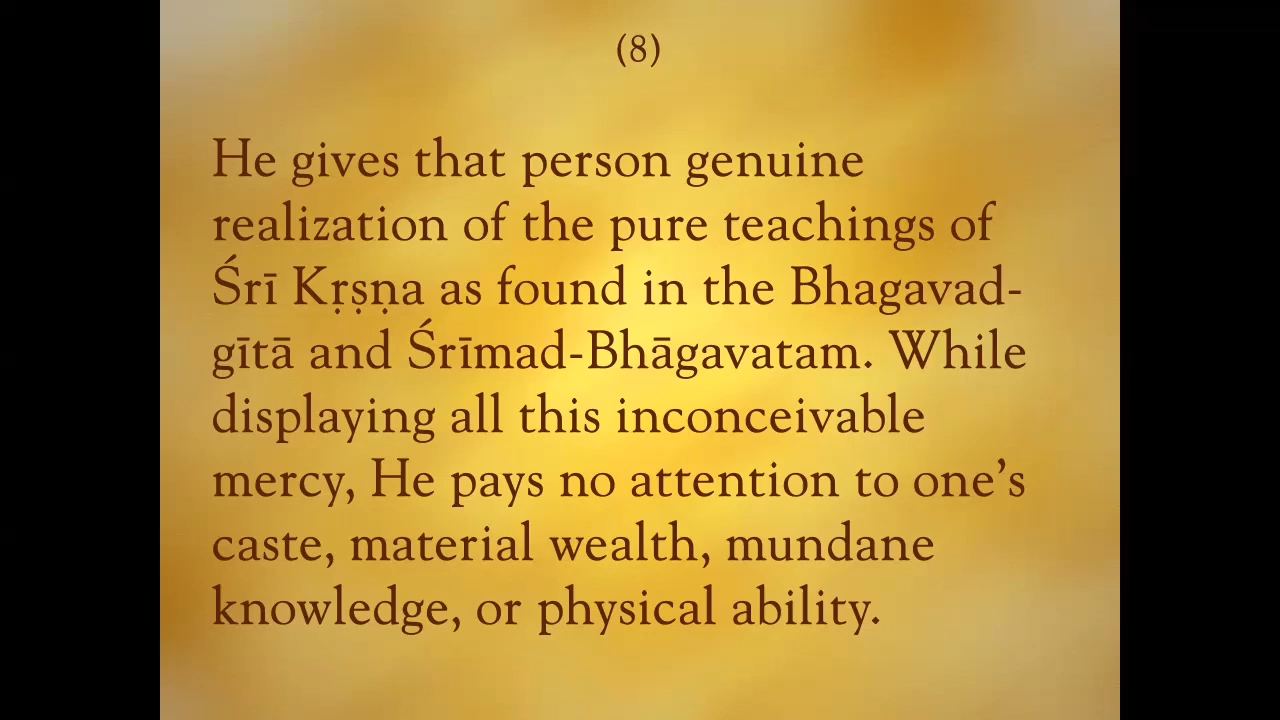 (8)
He gives that person genuine
realization of the pure teachings of
Śrī Kṛṣṇa as found in the Bhagavad-
gītā and Śrīmad-Bhāgavatam. While
displaying all this inconceivable
mercy, He pays no attention to one’s
caste, material wealth, mundane
knowledge, or physical ability.